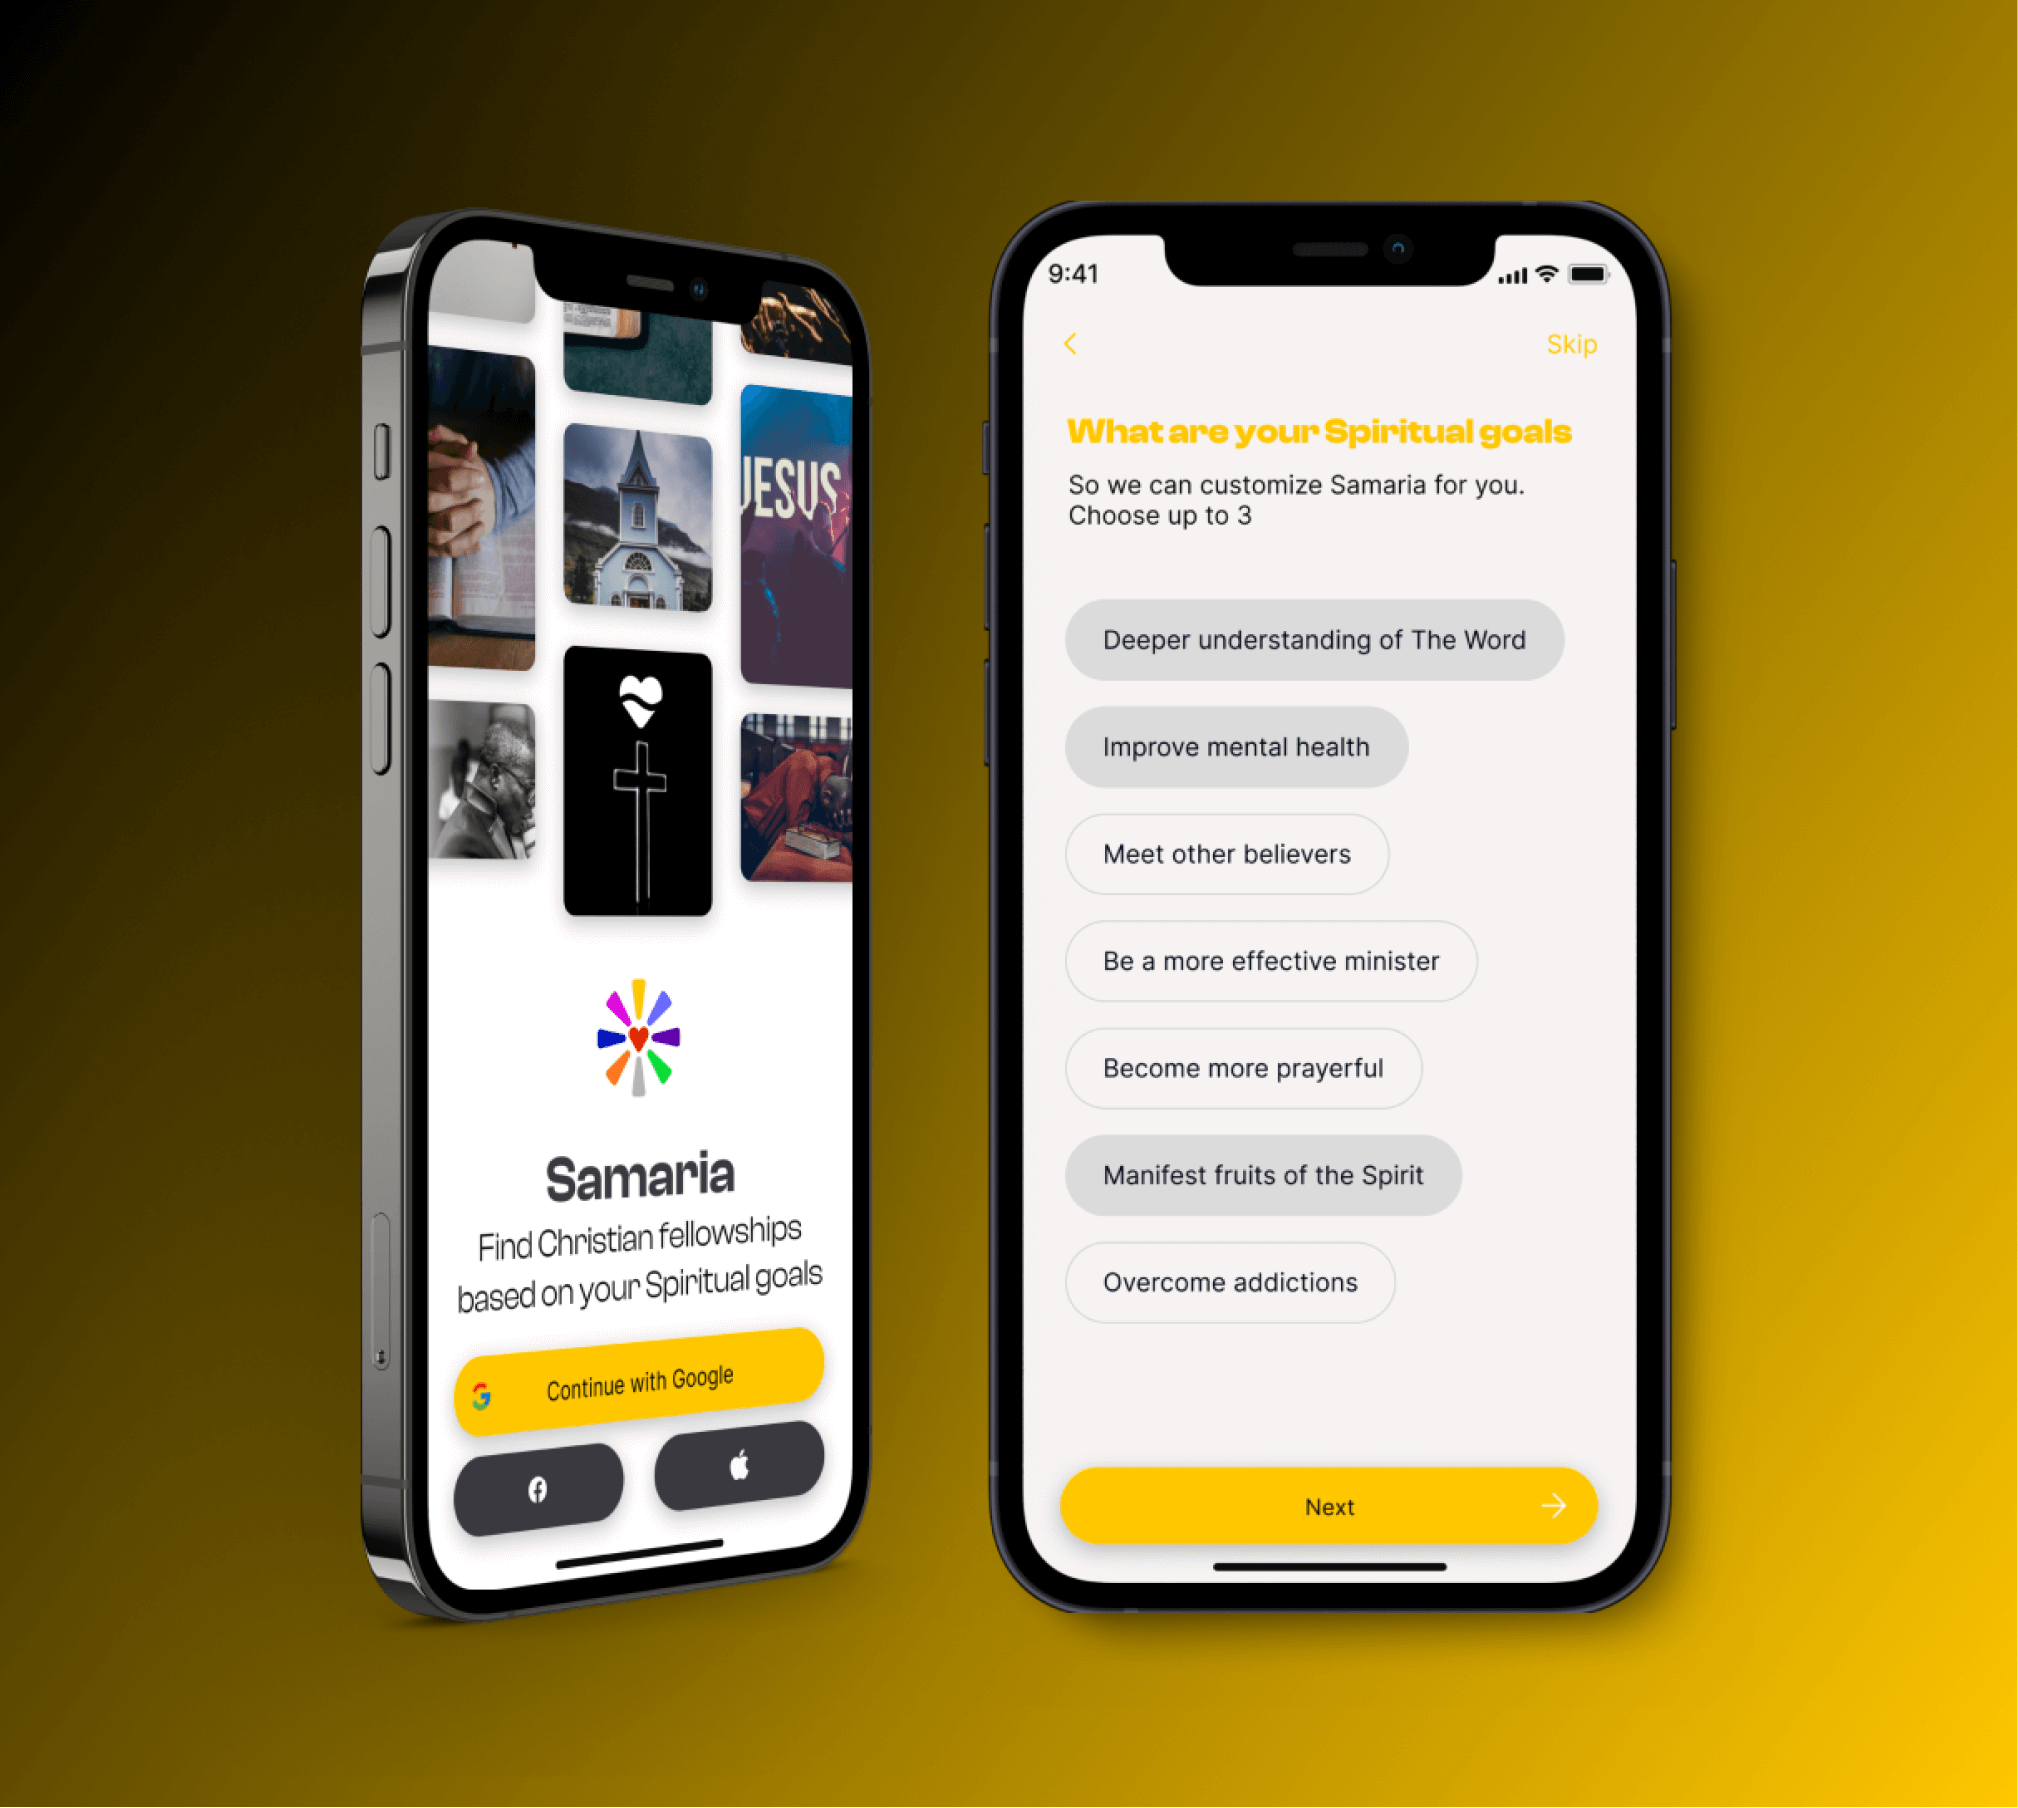 JESUS
Samaria
Find Christian fellowships
based on your Spiritual goals
Continue with Google
9:41
Skip
What are your Spiritual goals
So we can customize Samaria for you.
Choose up to 3
Deeper understanding of The Word
Improve mental health
Meet other believers
Be a more effective minister
Become more prayerful
Manifest fruits of the Spirit
Overcome addictions
Next